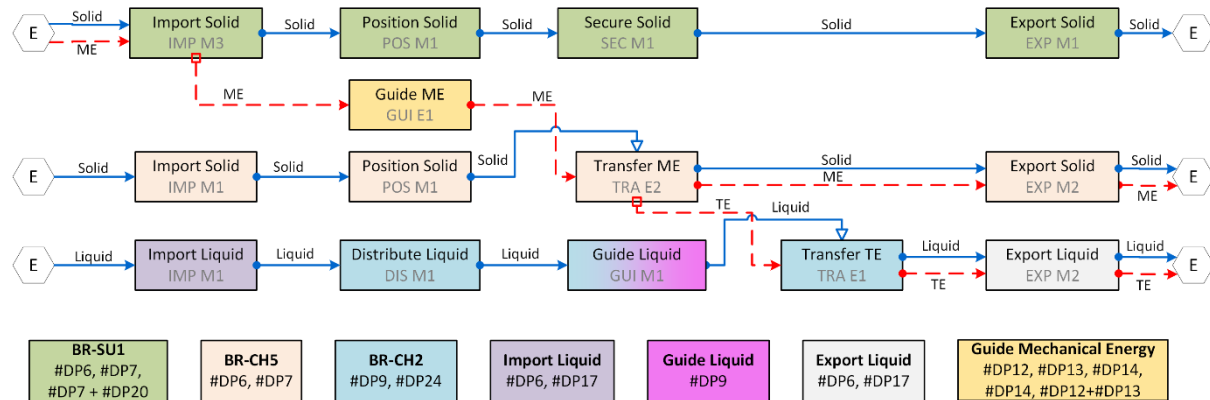 Solid
Solid
Solid
Solid
Solid
E
Import Solid
IMP M3
Position Solid
POS M1
Secure Solid
SEC M1
Export Solid
EXP M1
E
ME
ME
Guide ME
GUI E1
ME
Solid
Solid
Solid
Solid
Solid
E
Import Solid
IMP M1
Position Solid
POS M1
Transfer ME
TRA E2
ME
Export Solid
EXP M2
E
ME
TE
Liquid
Liquid
Liquid
Liquid
Liquid
Liquid
E
Import Liquid
IMP M1
Distribute Liquid
DIS M1
Guide Liquid
GUI M1
Transfer TE
TRA E1
Export Liquid
EXP M2
E
TE
TE
BR-SU1
#DP6, #DP7,
#DP7 + #DP20
BR-CH5
#DP6, #DP7
BR-CH2
#DP9, #DP24
Import Liquid
#DP6, #DP17
Guide Liquid
#DP9
Export Liquid
#DP6, #DP17
Guide Mechanical Energy
#DP12, #DP13, #DP14,
#DP14, #DP12+#DP13